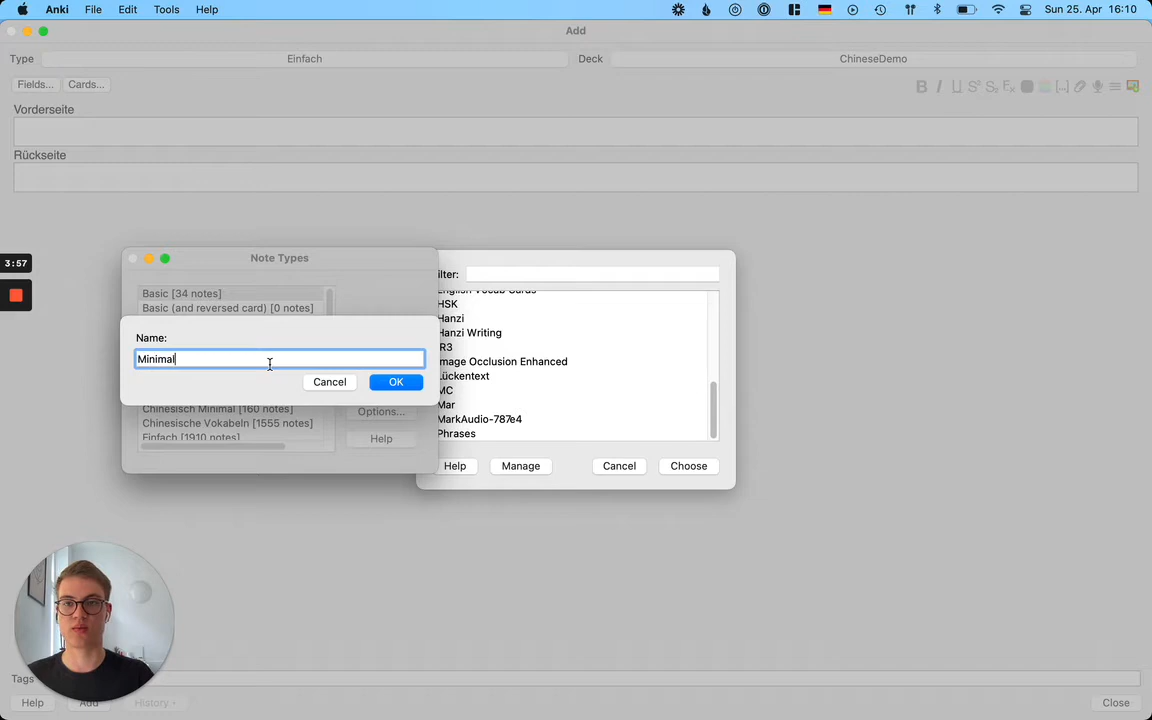 Anki File Edit Tools Help
Sun 25. Apr 16:10
Add
Type Einfach Deck ChineseDemo
Fields... Cards...
Vorderseite
Rückseite
3:57
Note Types
Basic [34 notes]
Basic (and reversed card) [0 notes]
Name:
Minimal
Cancel OK
Chinesisch Minimal [160 notes]
Chinesische Vokabeln [1555 notes]
Einfach [1910 notes]
Options...
Help
ilter:
English Vocab Cards
HSK
Hanzi
Hanzi Writing
IR3
Image Occlusion Enhanced
Lückentext
MC
Mar
MarkAudio-787e4
Phrases
Help Manage Cancel Choose
Tags
Help Add History
Close